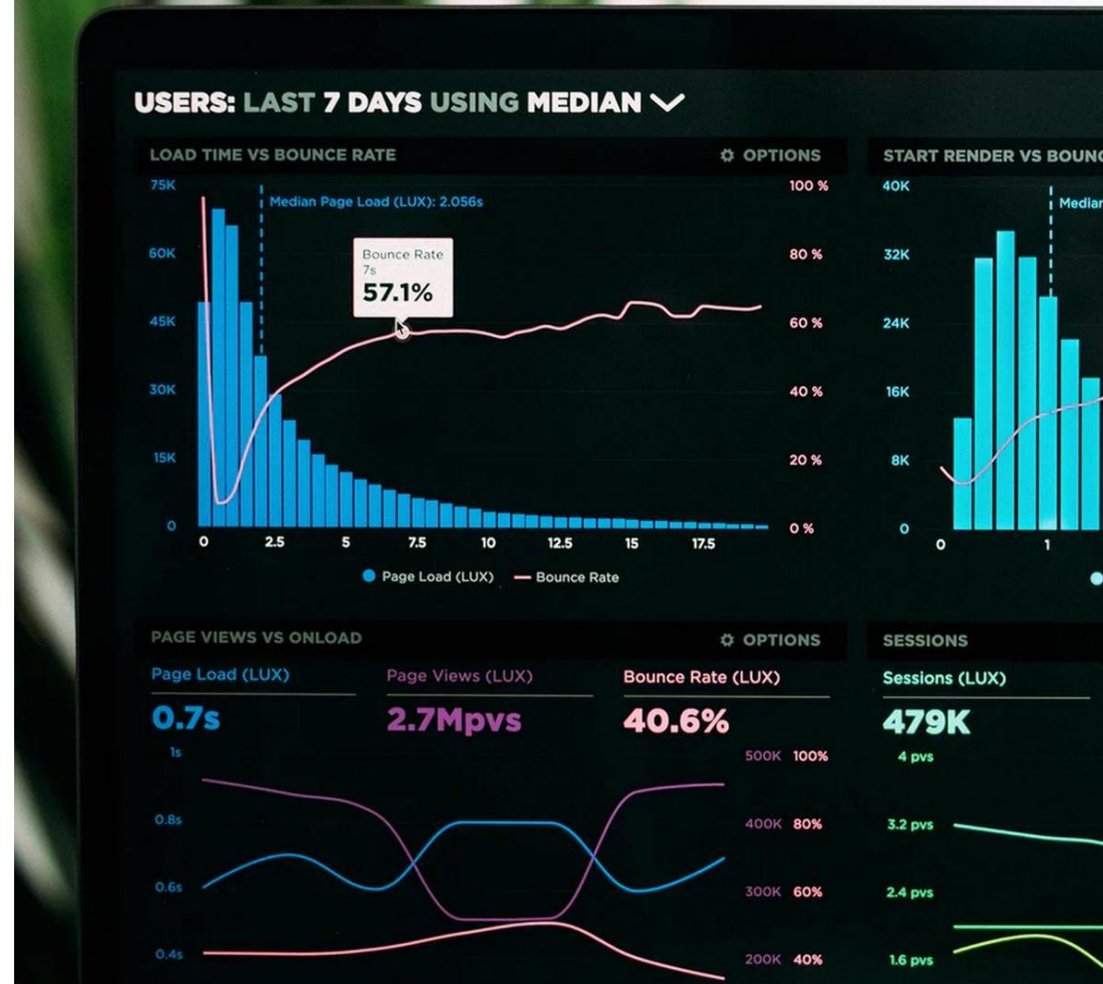 USERS: LAST 7 DAYS USING MEDIAN
LOAD TIME VS BOUNCE RATE
OPTIONS
75K
60K
45K
30K
15K
0
Median Page Load (LUX): 2.056s
Bounce Rate
7s
57.1%
100 %
80 %
60 %
40 %
20 %
0 %
0 2.5 5 7.5 10 12.5 15 17.5
Page Load (LUX) Bounce Rate
START RENDER VS BOUNC
40K
32K
24K
16K
8K
0
Median
0 1
PAGE VIEWS VS ONLOAD
OPTIONS
Page Load (LUX)
0.7s
Page Views (LUX)
2.7Mpvs
Bounce Rate (LUX)
40.6%
1s
0.8s
0.6s
0.4s
500K 100%
400K 80%
300K 60%
200K 40%
SESSIONS
Sessions (LUX)
479K
4 pvs
3.2 pvs
2.4 pvs
1.6 pvs